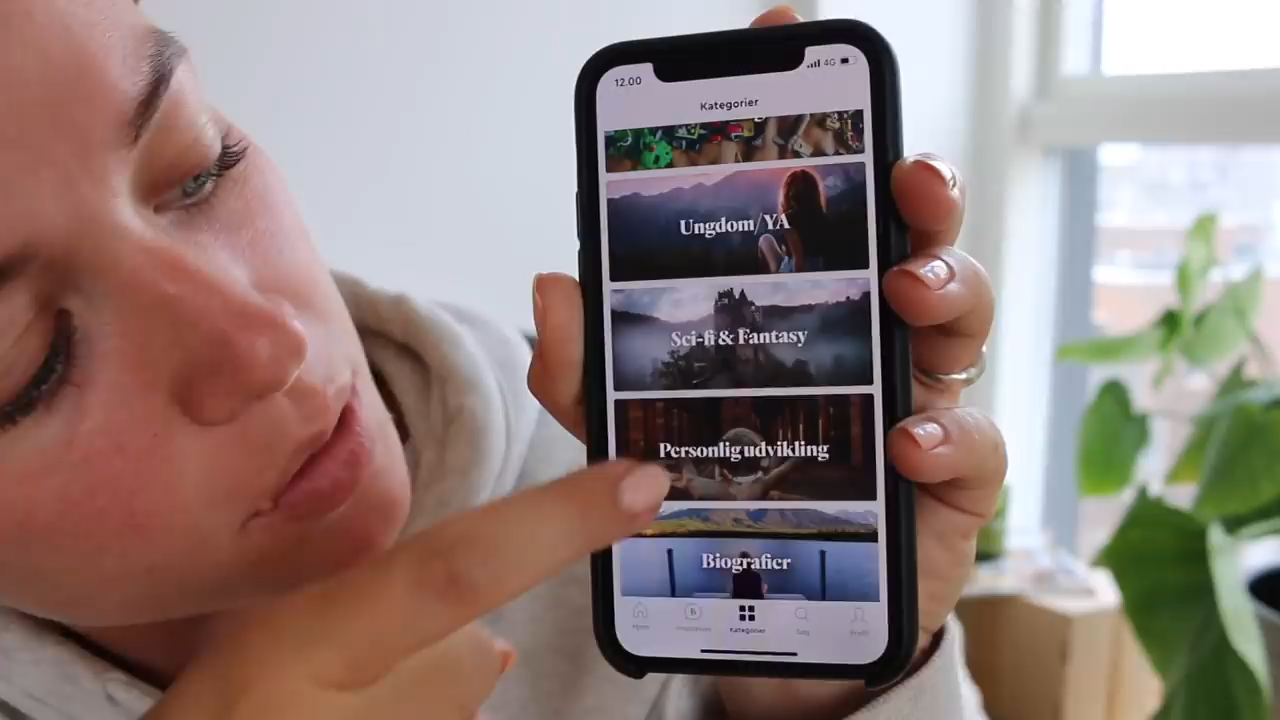 12.00
4G
Kategorier
Ungdom/YA
Sci-fi & Fantasy
Personlig udvikling
Biografier
Kategorier